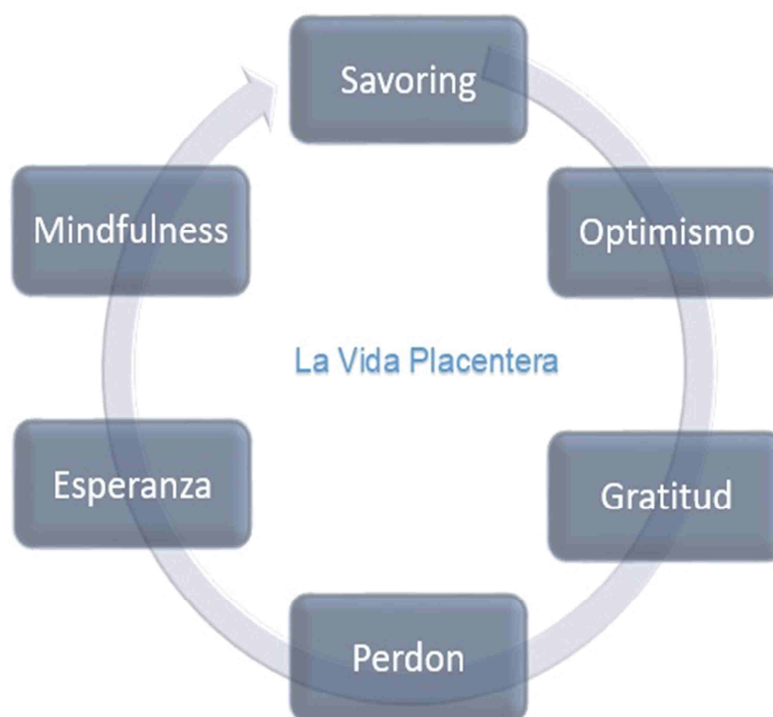 Savoring
Optimismo
Gratitud
Perdon
Esperanza
Mindfulness
La Vida Placentera